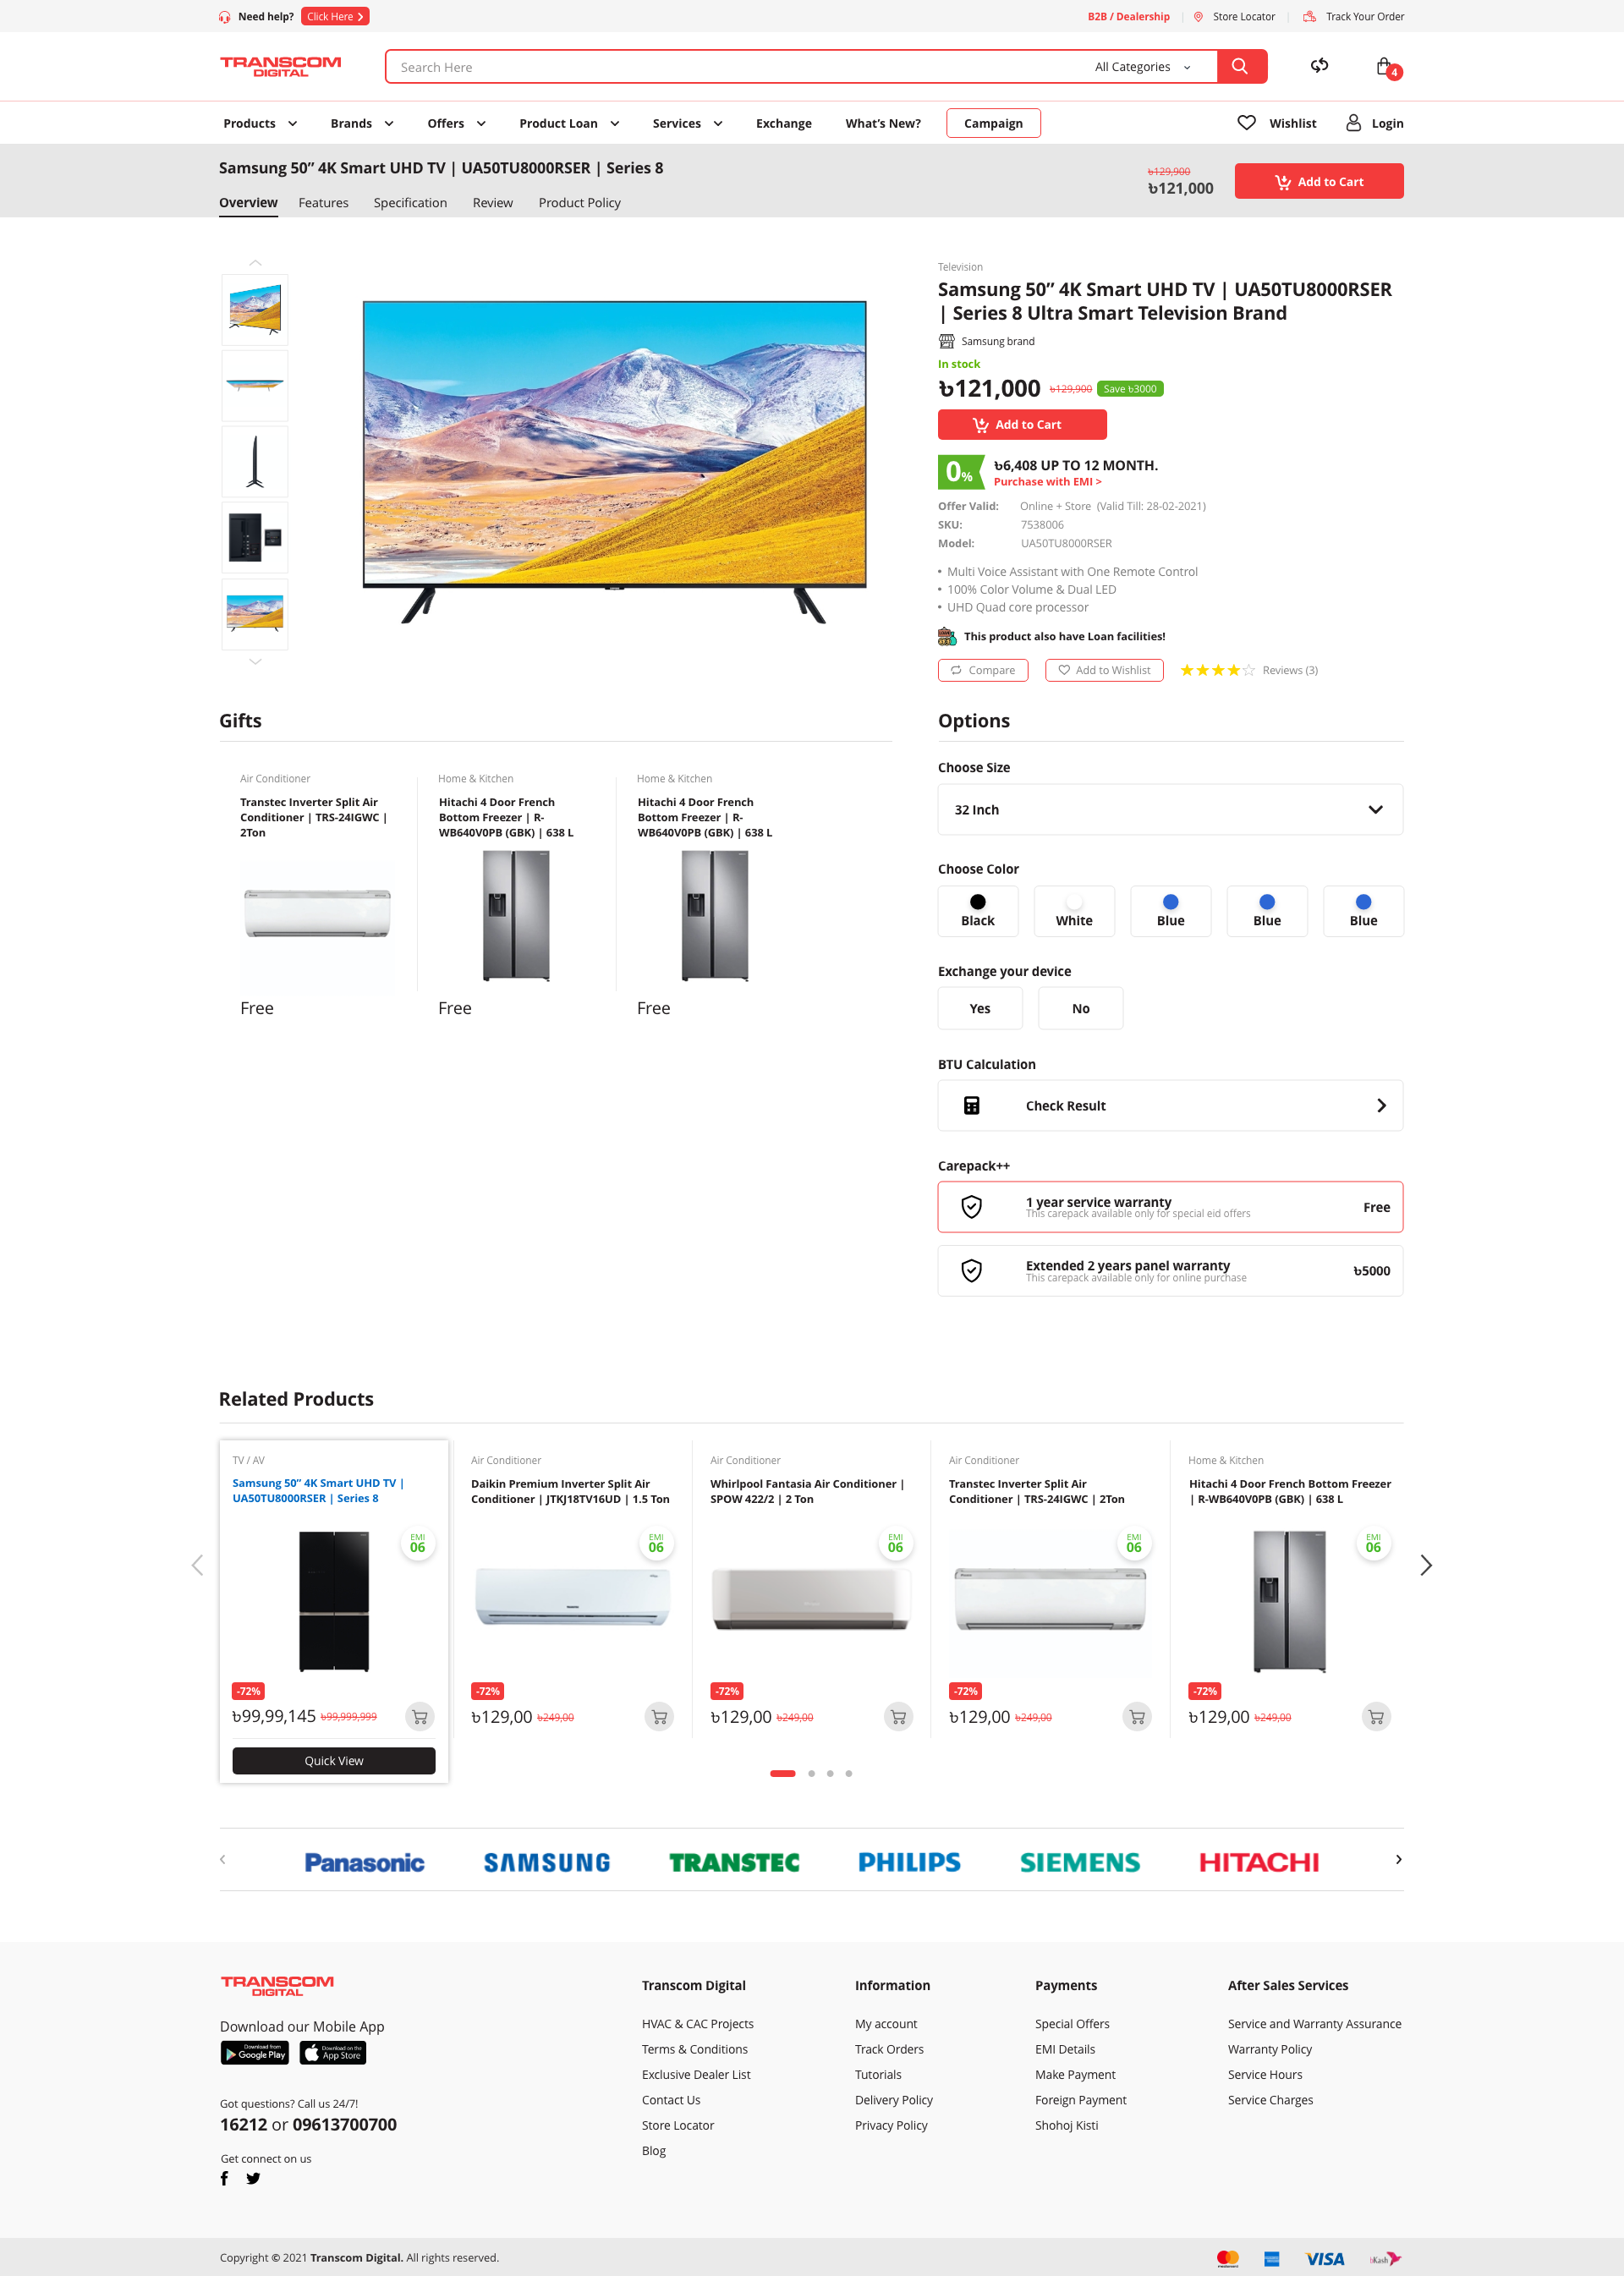 Need help? Click Here
B2B / Dealership
Store Locator
Track Your Order
TRANSCOM
DIGITAL
Search Here
All Categories
4
Products
Brands
Offers
Product Loan
Services
Exchange
What's New?
Campaign
Wishlist
Login
Samsung 50” 4K Smart UHD TV | UA50TU8000RSER | Series 8
৳129,900
৳121,000
Add to Cart
Overview
Features
Specification
Review
Product Policy
Television
Samsung 50” 4K Smart UHD TV | UA50TU8000RSER
| Series 8 Ultra Smart Television Brand
Samsung brand
In stock
৳121,000 ৳129,900 Save ৳3000
Add to Cart
0%
৳6,408 UP TO 12 MONTH.
Purchase with EMI >
Offer Valid: Online + Store (Valid Till: 28-02-2021)
SKU: 7538006
Model: UA50TU8000RSER
• Multi Voice Assistant with One Remote Control
• 100% Color Volume & Dual LED
• UHD Quad core processor
This product also have Loan facilities!
Compare
Add to Wishlist
Reviews (3)
Gifts
Air Conditioner
Transtec Inverter Split Air
Conditioner | TRS-24IGWC |
2Ton
Free
Home & Kitchen
Hitachi 4 Door French
Bottom Freezer | R-
WB640V0PB (GBK) | 638 L
Free
Home & Kitchen
Hitachi 4 Door French
Bottom Freezer | R-
WB640V0PB (GBK) | 638 L
Free
Options
Choose Size
32 Inch
Choose Color
Black
White
Blue
Blue
Blue
Exchange your device
Yes
No
BTU Calculation
Check Result
Carepack++
1 year service warranty
This carepack available only for special eid offers
Free
Extended 2 years panel warranty
This carepack available only for online purchase
৳5000
Related Products
TV / AV
Samsung 50” 4K Smart UHD TV |
UA50TU8000RSER | Series 8
EMI
06
-72%
৳99,99,145 ৳99,999,999
Quick View
Air Conditioner
Daikin Premium Inverter Split Air
Conditioner | JTKJ18TV16UD | 1.5 Ton
EMI
06
-72%
৳129,00 ৳249,00
Air Conditioner
Whirlpool Fantasia Air Conditioner |
SPOW 422/2 | 2 Ton
EMI
06
-72%
৳129,00 ৳249,00
Air Conditioner
Transtec Inverter Split Air
Conditioner | TRS-24IGWC | 2Ton
EMI
06
-72%
৳129,00 ৳249,00
Home & Kitchen
Hitachi 4 Door French Bottom Freezer
| R-WB640V0PB (GBK) | 638 L
EMI
06
-72%
৳129,00 ৳249,00
Panasonic
SAMSUNG
TRANSTEC
PHILIPS
SIEMENS
HITACHI
TRANSCOM
DIGITAL
Download our Mobile App
Download from
Google Play
Download on the
App Store
Got questions? Call us 24/7!
16212 or 09613700700
Get connect on us
Transcom Digital
HVAC & CAC Projects
Terms & Conditions
Exclusive Dealer List
Contact Us
Store Locator
Blog
Information
My account
Track Orders
Tutorials
Delivery Policy
Privacy Policy
Payments
Special Offers
EMI Details
Make Payment
Foreign Payment
Shohoj Kisti
After Sales Services
Service and Warranty Assurance
Warranty Policy
Service Hours
Service Charges
Copyright © 2021 Transcom Digital. All rights reserved.
VISA
bKash